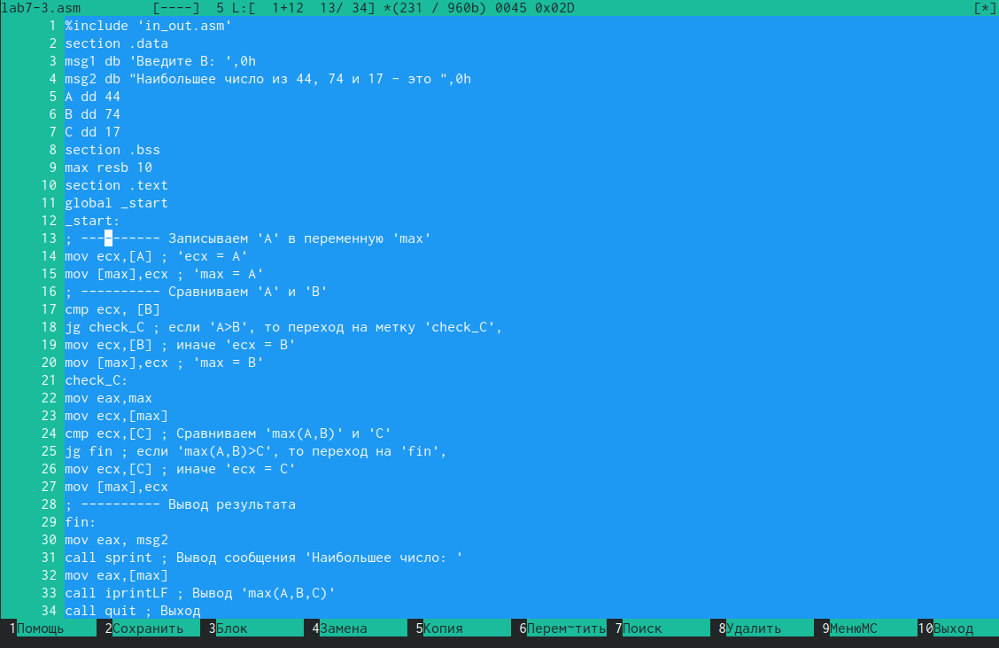 lab7-3.asm [----] 5 L:[ 1+12 13/ 34] *(231 / 960b) 0045 0x02D [*]
1 %include 'in_out.asm'
2 section .data
3 msg1 db 'Введите B: ',0h
4 msg2 db "Наибольшее число из 44, 74 и 17 - это ",0h
5 A dd 44
6 B dd 74
7 C dd 17
8 section .bss
9 max resb 10
10 section .text
11 global _start
12 _start:
13 ; ---------- Записываем 'A' в переменную 'max'
14 mov ecx,[A] ; 'ecx = A'
15 mov [max],ecx ; 'max = A'
16 ; ---------- Сравниваем 'A' и 'B'
17 cmp ecx, [B]
18 jg check_C ; если 'A>B', то переход на метку 'check_C',
19 mov ecx,[B] ; иначе 'ecx = B'
20 mov [max],ecx ; 'max = B'
21 check_C:
22 mov eax,max
23 mov ecx,[max]
24 cmp ecx,[C] ; Сравниваем 'max(A,B)' и 'C'
25 jg fin ; если 'max(A,B)>C', то переход на 'fin',
26 mov ecx,[C] ; иначе 'ecx = C'
27 mov [max],ecx
28 ; ---------- Вывод результата
29 fin:
30 mov eax, msg2
31 call sprint ; Вывод сообщения 'Наибольшее число: '
32 mov eax,[max]
33 call iprintLF ; Вывод 'max(A,B,C)'
34 call quit ; Выход
1Помощь 2Сохранить 3Блок 4Замена 5Копия 6Перем~тить 7Поиск 8Удалить 9МенюMC 10Выход